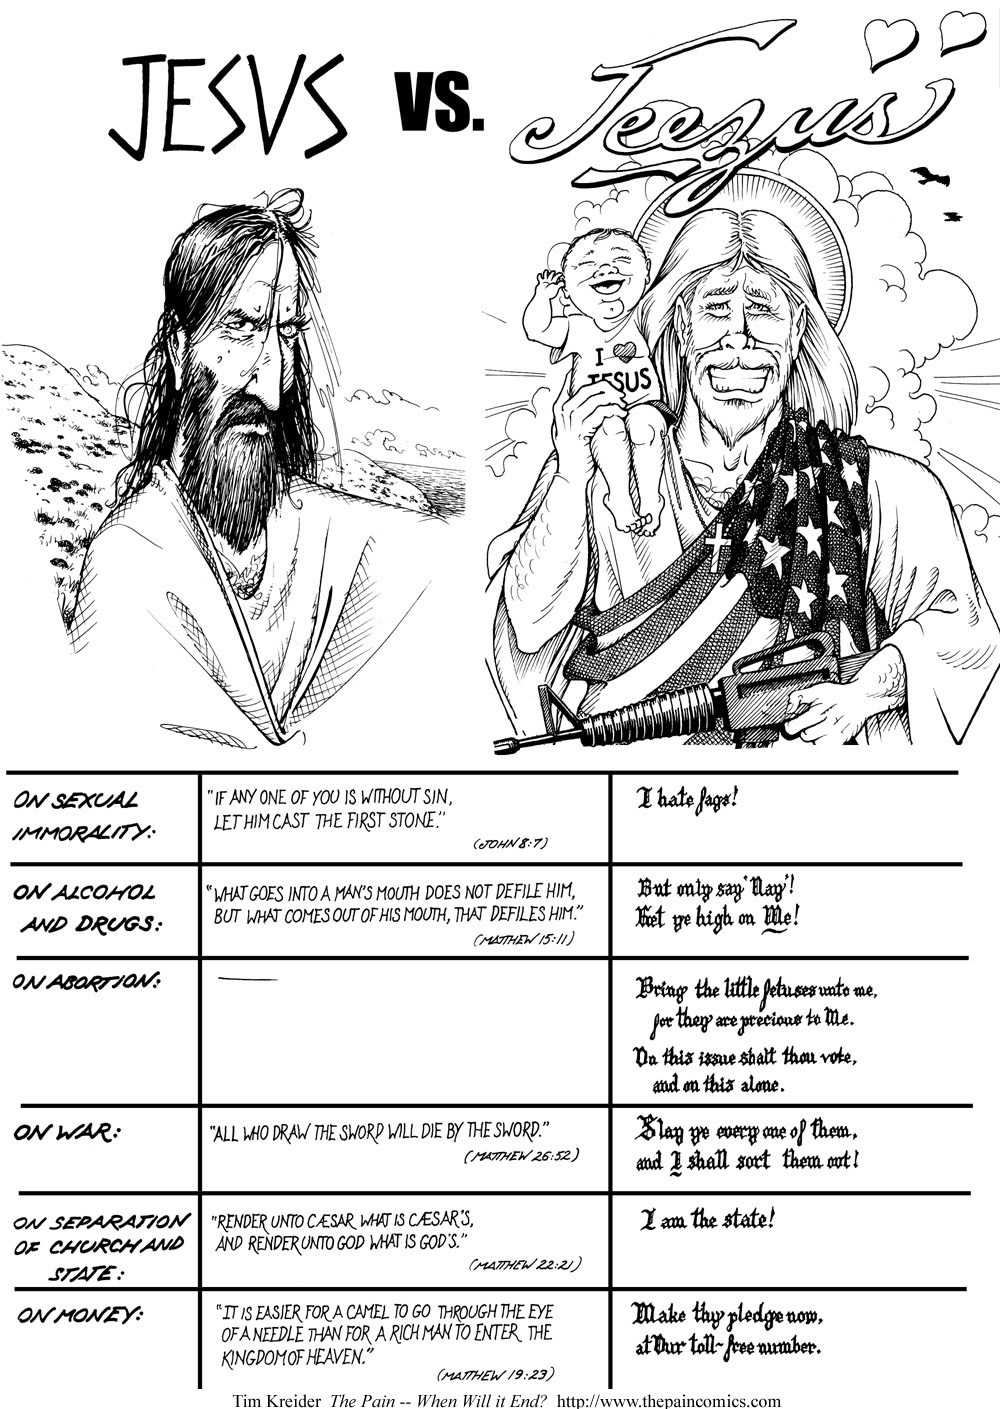 JESVS VS. Jeezus
I ♥
JESUS
ON SEXUAL
IMMORALITY:
"IF ANY ONE OF YOU IS WITHOUT SIN,
LET HIM CAST THE FIRST STONE."
(JOHN 8:7)
I hate fags!
ON ALCOHOL
AND DRUGS:
"WHAT GOES INTO A MAN'S MOUTH DOES NOT DEFILE HIM,
BUT WHAT COMES OUT OF HIS MOUTH, THAT DEFILES HIM."
(MATTHEW 15:11)
But only say 'Nay'!
Get ye high on Me!
ON ABORTION:
Bring the little fetuses unto me,
for they are precious to Me.
On this issue shalt thou vote,
and on this alone.
ON WAR:
"ALL WHO DRAW THE SWORD WILL DIE BY THE SWORD."
(MATTHEW 26:52)
Slay ye every one of them,
and I shall sort them out!
ON SEPARATION
OF CHURCH AND
STATE:
"RENDER UNTO CÆSAR WHAT IS CÆSAR'S,
AND RENDER UNTO GOD WHAT IS GOD'S."
(MATTHEW 22:21)
I am the state!
ON MONEY:
"IT IS EASIER FOR A CAMEL TO GO THROUGH THE EYE
OF A NEEDLE THAN FOR A RICH MAN TO ENTER THE
KINGDOM OF HEAVEN."
(MATTHEW 19:23)
Make thy pledge now,
at Our toll-free number.
Tim Kreider The Pain -- When Will it End? http://www.thepaincomics.com